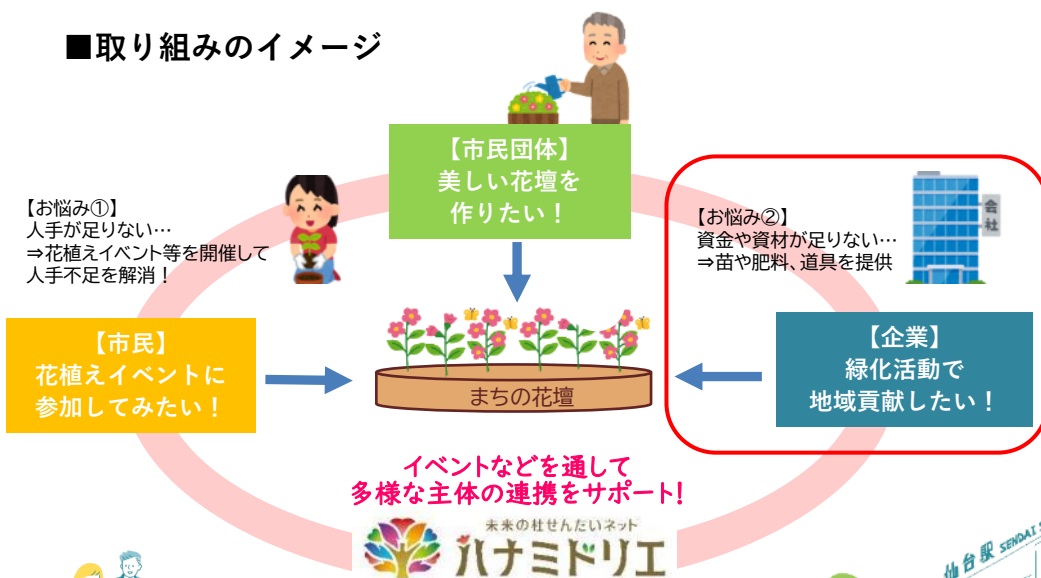 ■取り組みのイメージ
【市民団体】
美しい花壇を
作りたい！
【お悩み①】
人手が足りない…
⇒花植えイベント等を開催して
人手不足を解消！
【お悩み②】
資金や資材が足りない…
⇒苗や肥料、道具を提供
会社
【市民】
花植えイベントに
参加してみたい！
【企業】
緑化活動で
地域貢献したい！
まちの花壇
イベントなどを通して
多様な主体の連携をサポート!
未来の杜せんだいネット
ハナミドリエ
仙台駅 SENDAI